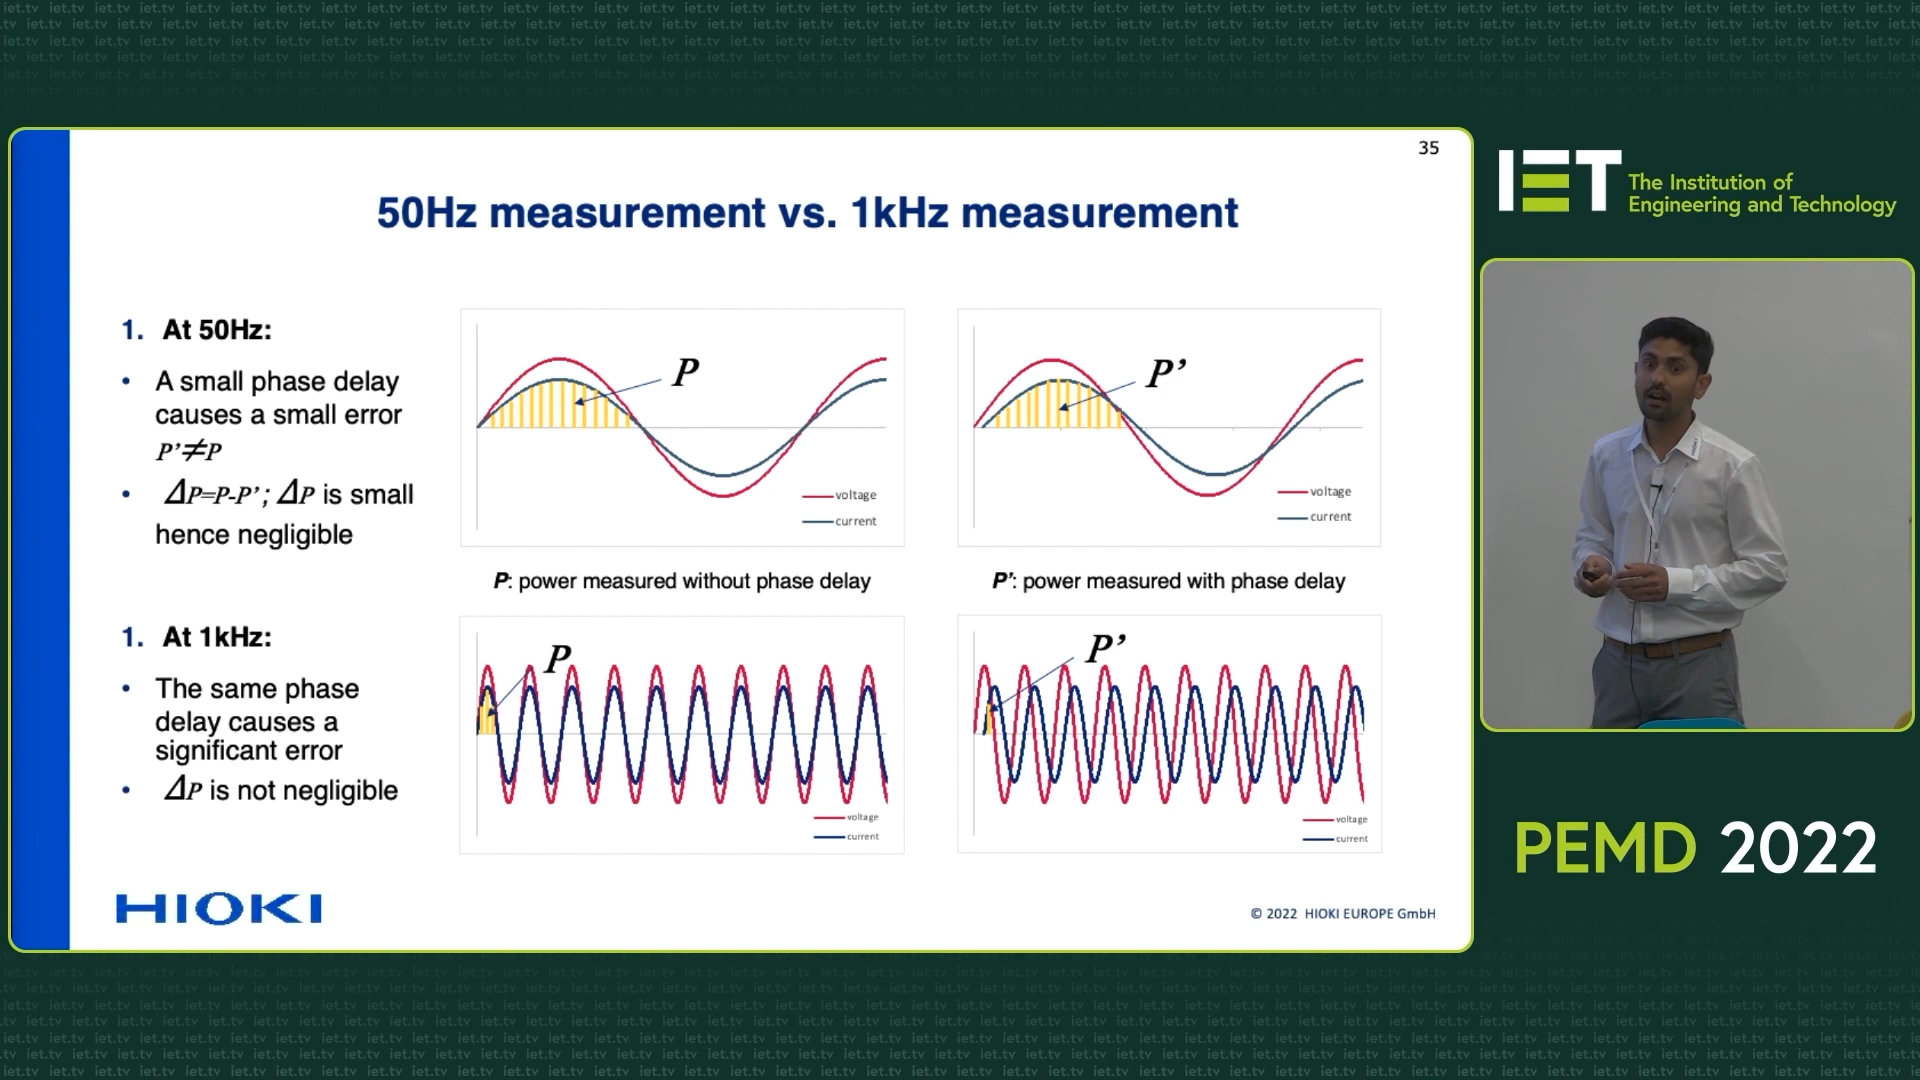 35
50Hz measurement vs. 1kHz measurement
1. At 50Hz:
• A small phase delay
causes a small error
P’≠P
• ΔP=P-P’; ΔP is small
hence negligible
P
voltage
current
P’
voltage
current
P: power measured without phase delay
P’: power measured with phase delay
1. At 1kHz:
• The same phase
delay causes a
significant error
• ΔP is not negligible
P
voltage
current
P’
voltage
current
HIOKI
© 2022 HIOKI EUROPE GmbH
IET
The Institution of
Engineering and Technology
PEMD 2022